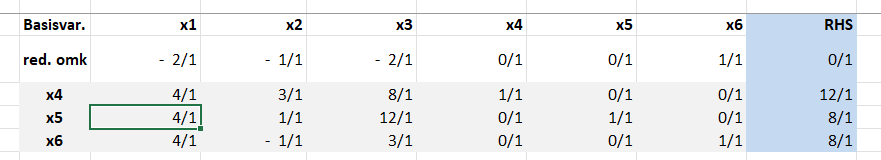 Basisvar. x1 x2 x3 x4 x5 x6 RHS
red. omk - 2/1 - 1/1 - 2/1 0/1 0/1 1/1 0/1
x4 4/1 3/1 8/1 1/1 0/1 0/1 12/1
x5 4/1 1/1 12/1 0/1 1/1 0/1 8/1
x6 4/1 - 1/1 3/1 0/1 0/1 1/1 8/1